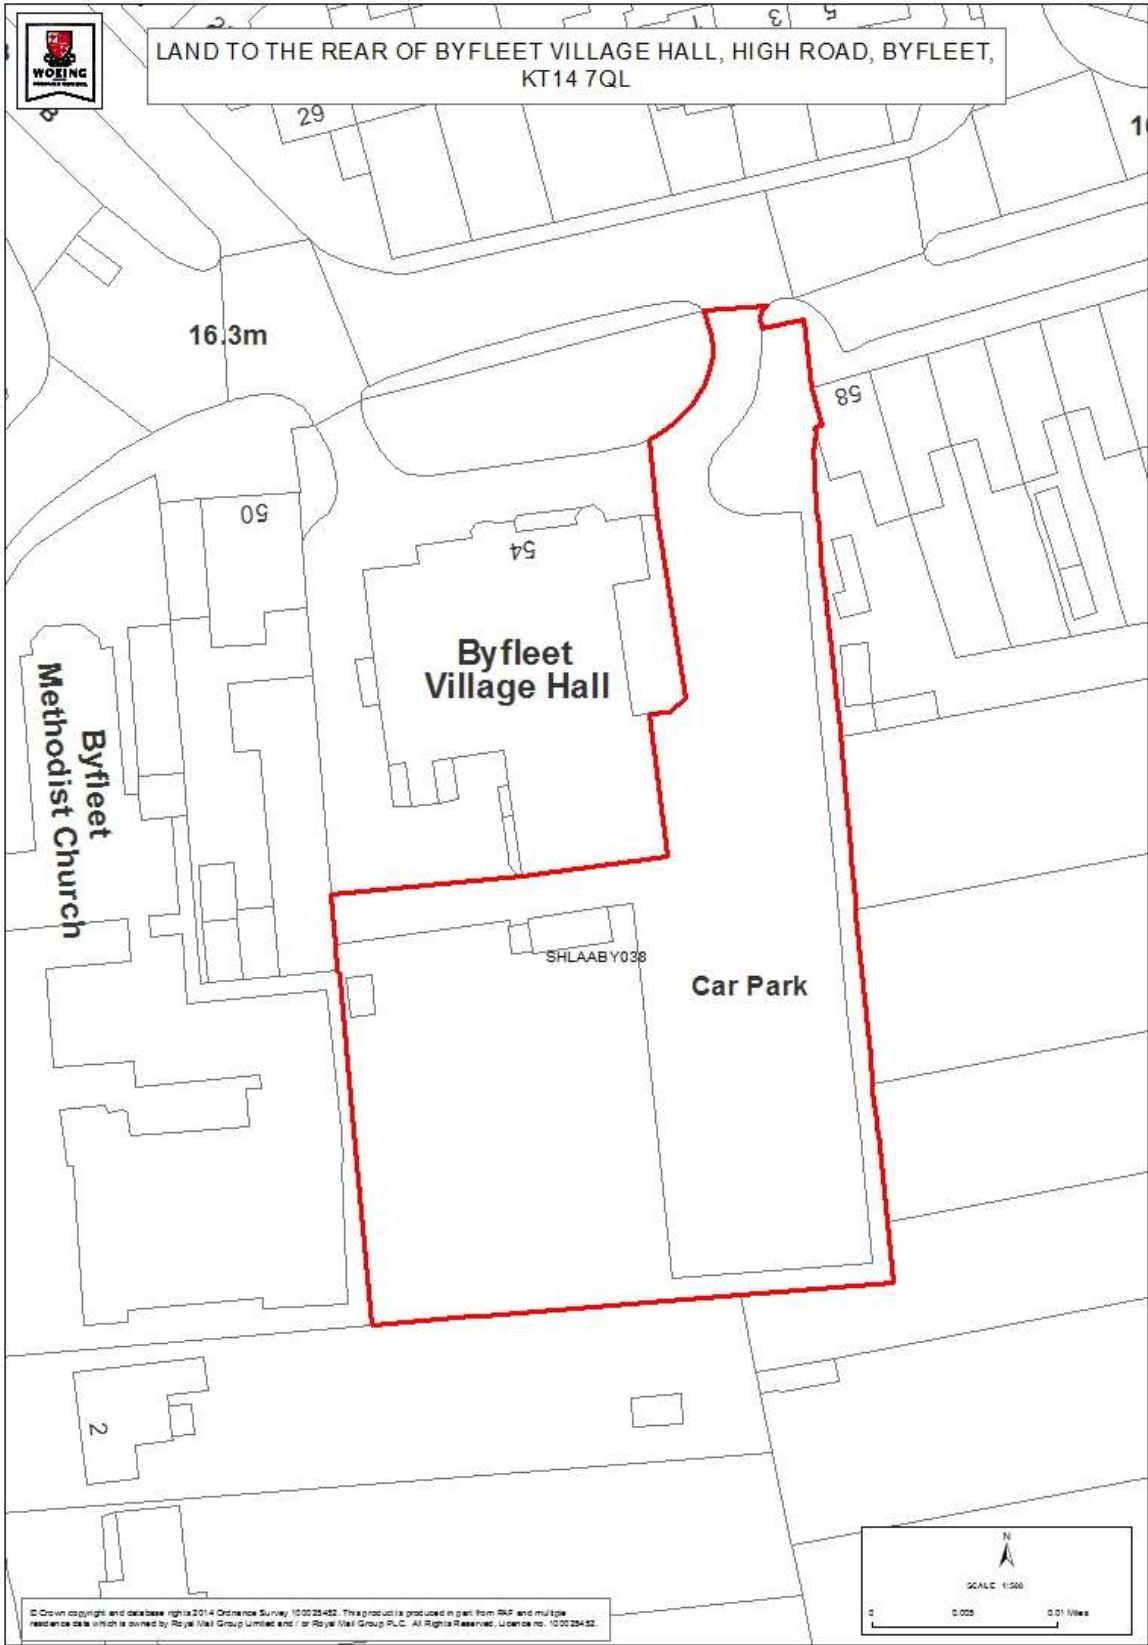 WOKING
LAND TO THE REAR OF BYFLEET VILLAGE HALL, HIGH ROAD, BYFLEET,
KT14 7QL
1
3
5
29
16.3m
58
50
54
Byfleet
Village Hall
Byfleet
Methodist Church
SHLAABY038
Car Park
2
N
SCALE 1:500
0 0.005 0.01 Miles
© Crown copyright and database rights 2014 Ordnance Survey 100025452. This product is produced in part from PAF and multiple
residence data which is owned by Royal Mail Group Limited and / or Royal Mail Group PLC. All Rights Reserved, Licence no. 100025452.